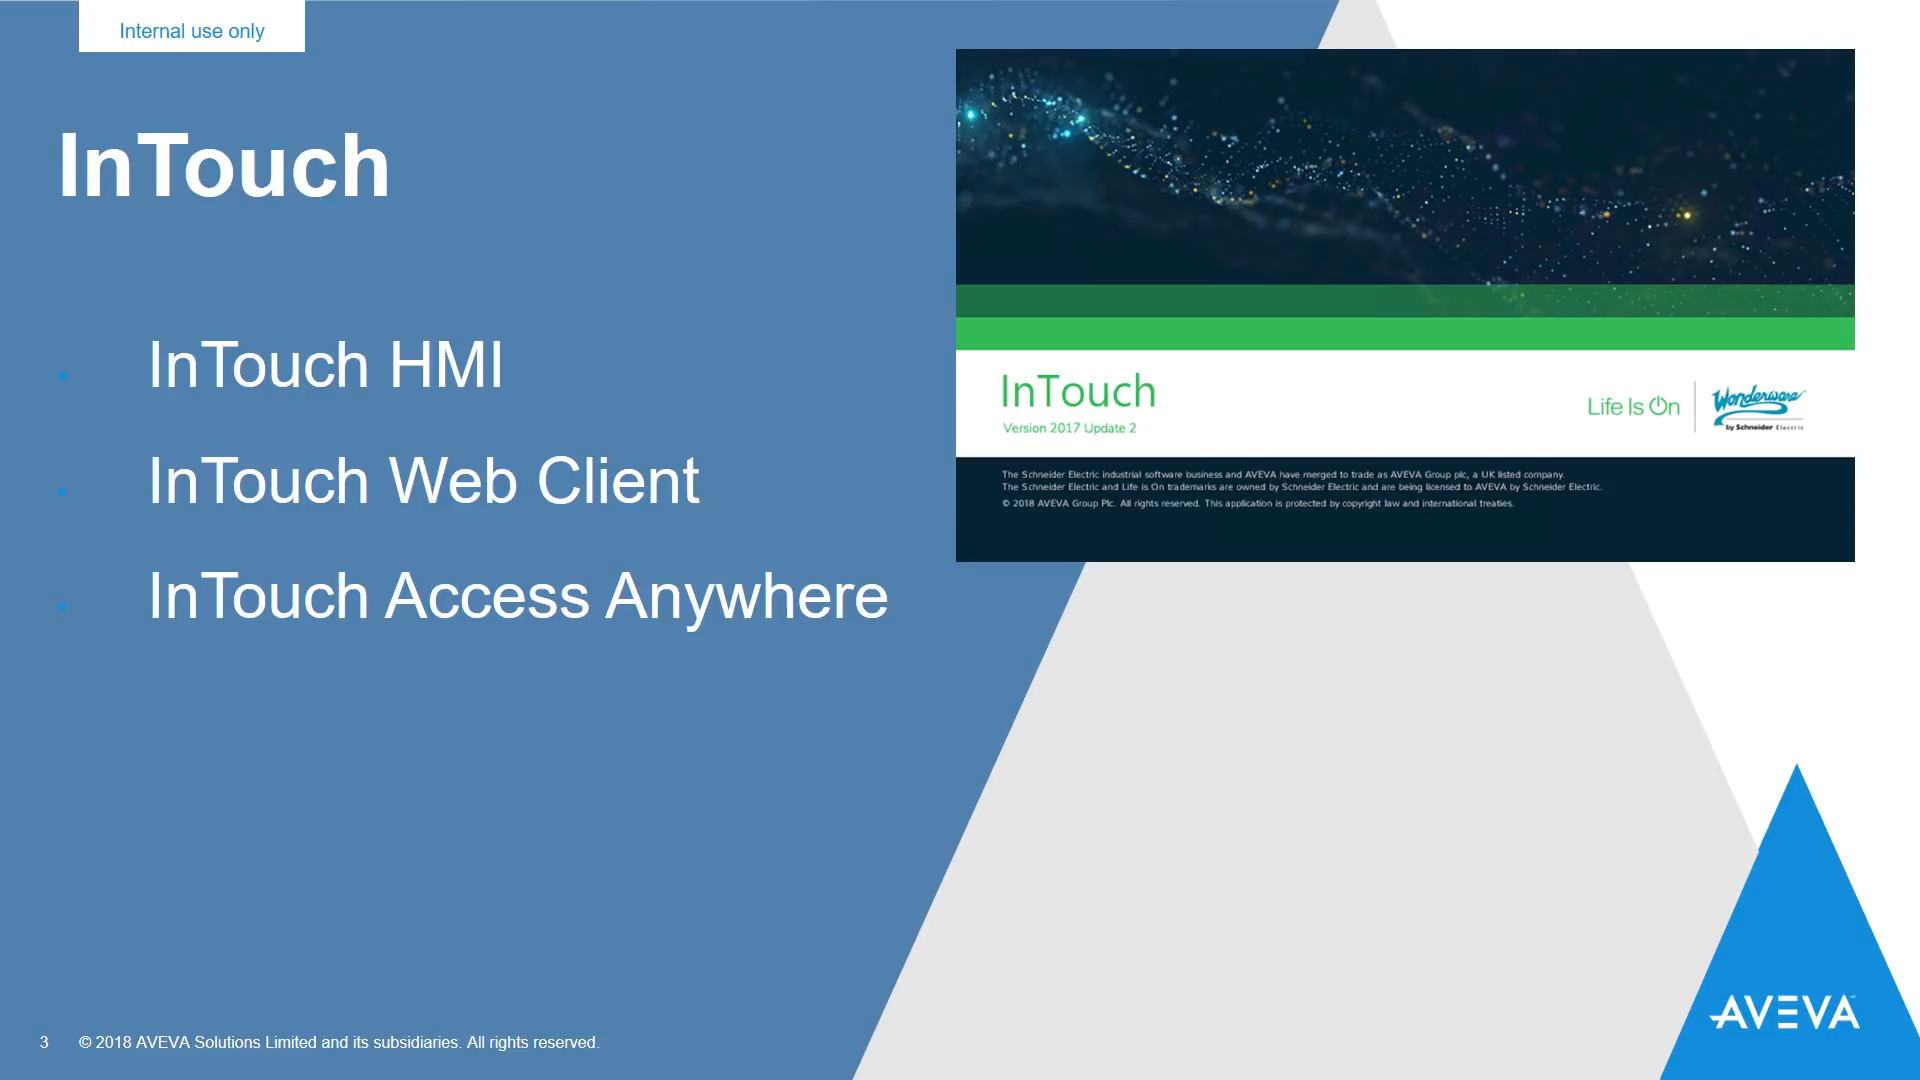 Internal use only
InTouch
InTouch HMI
InTouch Web Client
InTouch Access Anywhere
InTouch
Version 2017 Update 2
Life Is On
Wonderware
by Schneider Electric
The Schneider Electric industrial software business and AVEVA have merged to trade as AVEVA Group plc, a UK listed company.
The Schneider Electric and Life is On trademarks are owned by Schneider Electric and are being licensed to AVEVA by Schneider Electric.
© 2018 AVEVA Group Plc. All rights reserved. This application is protected by copyright law and international treaties.
AVEVA
3 © 2018 AVEVA Solutions Limited and its subsidiaries. All rights reserved.